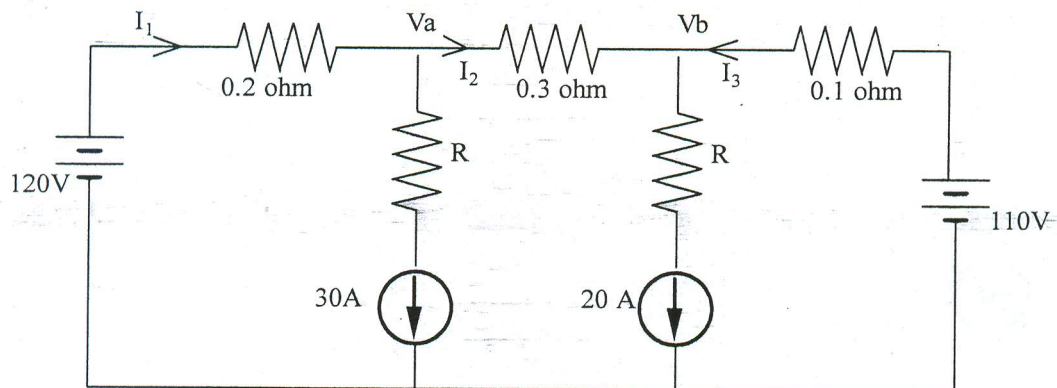 I1 Va Vb
I2 I3
0.2 ohm 0.3 ohm 0.1 ohm
R R
120V
110V
30A 20 A